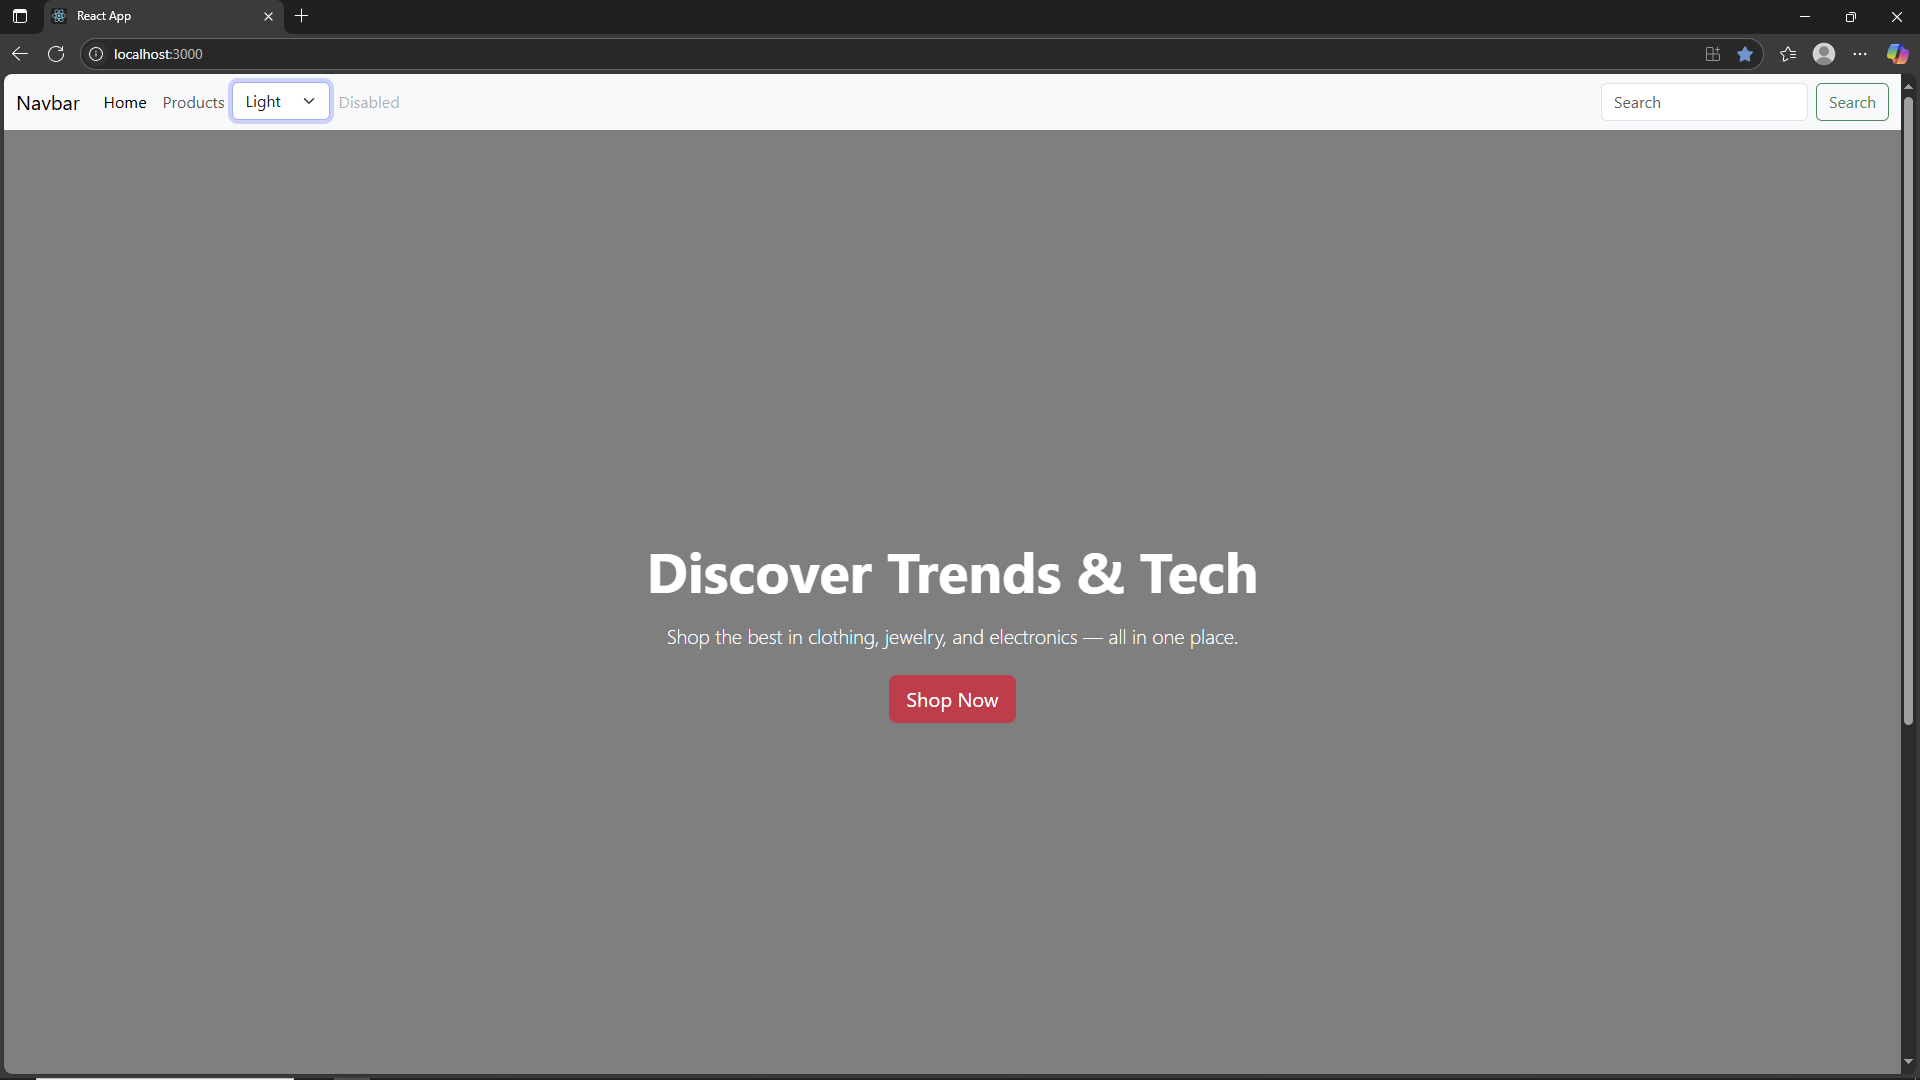 React App
localhost:3000
Navbar Home Products Light Disabled Search Search
Discover Trends & Tech
Shop the best in clothing, jewelry, and electronics — all in one place.
Shop Now